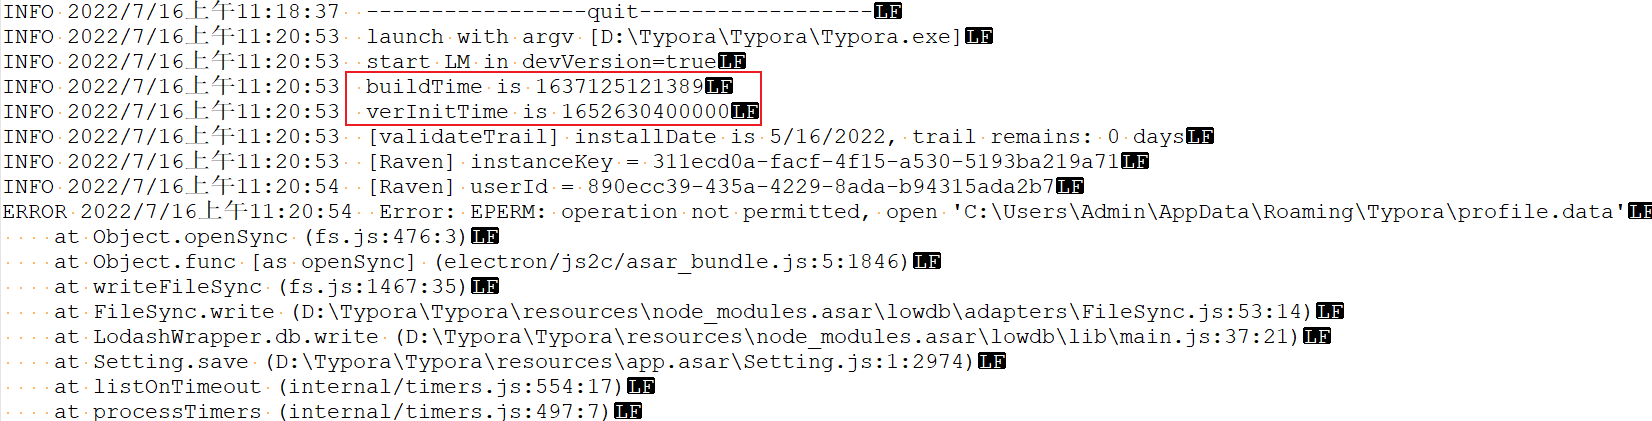 INFO 2022/7/16上午11:18:37  -----------------quit------------------LF
INFO 2022/7/16上午11:20:53  launch with argv [D:\Typora\Typora\Typora.exe]LF
INFO 2022/7/16上午11:20:53  start LM in devVersion=trueLF
INFO 2022/7/16上午11:20:53  buildTime is 1637125121389LF
INFO 2022/7/16上午11:20:53  verInitTime is 1652630400000LF
INFO 2022/7/16上午11:20:53  [validateTrail] installDate is 5/16/2022, trail remains: 0 daysLF
INFO 2022/7/16上午11:20:53  [Raven] instanceKey = 311ecd0a-facf-4f15-a530-5193ba219a71LF
INFO 2022/7/16上午11:20:54  [Raven] userId = 890ecc39-435a-4229-8ada-b94315ada2b7LF
ERROR 2022/7/16上午11:20:54  Error: EPERM: operation not permitted, open 'C:\Users\Admin\AppData\Roaming\Typora\profile.data'LF
    at Object.openSync (fs.js:476:3)LF
    at Object.func [as openSync] (electron/js2c/asar_bundle.js:5:1846)LF
    at writeFileSync (fs.js:1467:35)LF
    at FileSync.write (D:\Typora\Typora\resources\node_modules.asar\lowdb\adapters\FileSync.js:53:14)LF
    at LodashWrapper.db.write (D:\Typora\Typora\resources\node_modules.asar\lowdb\lib\main.js:37:21)LF
    at Setting.save (D:\Typora\Typora\resources\app.asar\Setting.js:1:2974)LF
    at listOnTimeout (internal/timers.js:554:17)LF
    at processTimers (internal/timers.js:497:7)LF